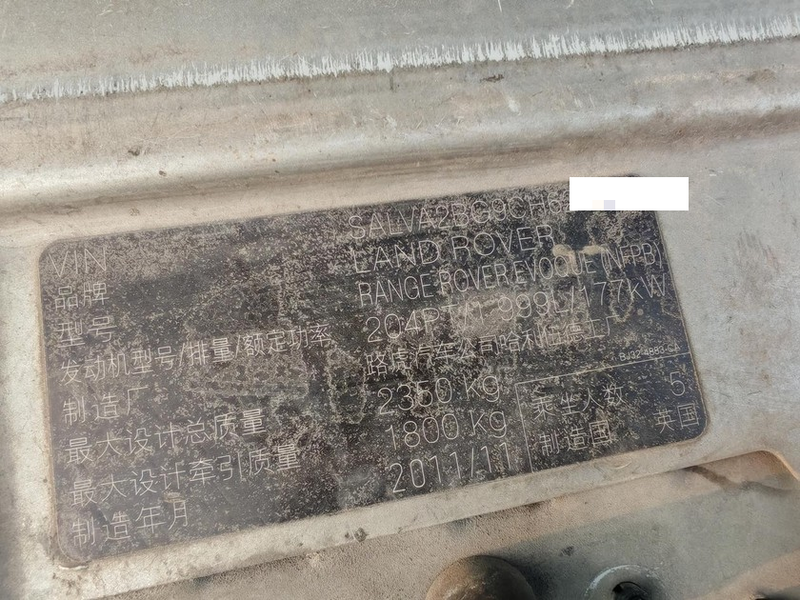 VIN SALVA2BG0CH6
品牌 LAND ROVER
型号 RANGE ROVER EVOQUE (NFPB)
发动机型号/排量/额定功率 204PT/1.999L/177kW
制造厂 路虎汽车公司哈利伍德工厂
最大设计总质量 2350 kg
最大设计牵引质量 1800 kg 乘坐人数 5
制造年月 2011/11 制造国 英国